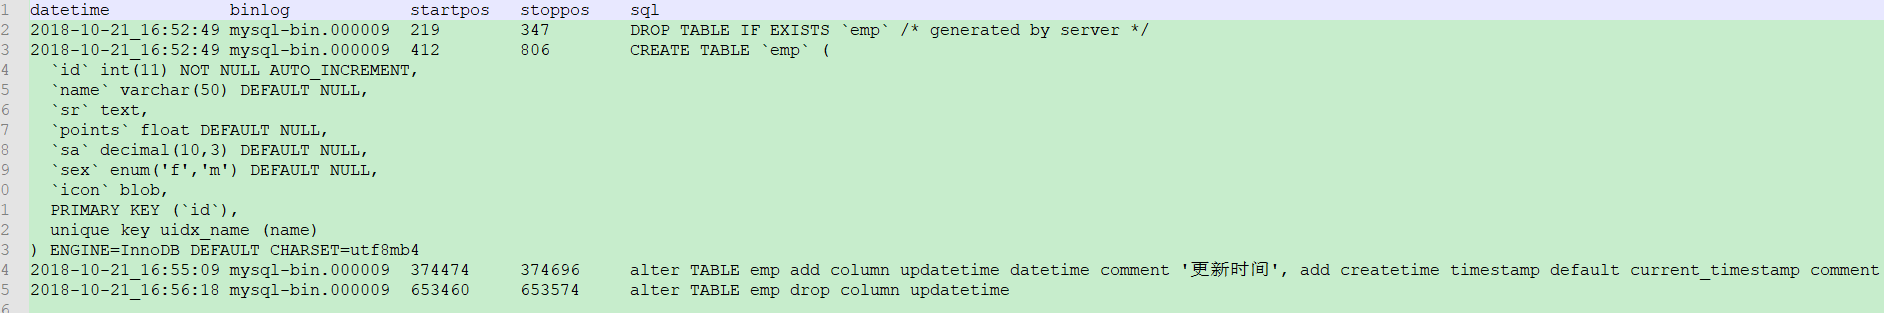 1 datetime binlog startpos stoppos sql
2 2018-10-21_16:52:49 mysql-bin.000009 219 347 DROP TABLE IF EXISTS `emp` /* generated by server */
3 2018-10-21_16:52:49 mysql-bin.000009 412 806 CREATE TABLE `emp` (
4 `id` int(11) NOT NULL AUTO_INCREMENT,
5 `name` varchar(50) DEFAULT NULL,
6 `sr` text,
7 `points` float DEFAULT NULL,
8 `sa` decimal(10,3) DEFAULT NULL,
9 `sex` enum('f','m') DEFAULT NULL,
0 `icon` blob,
1 PRIMARY KEY (`id`),
2 unique key uidx_name (name)
3 ) ENGINE=InnoDB DEFAULT CHARSET=utf8mb4
4 2018-10-21_16:55:09 mysql-bin.000009 374474 374696 alter TABLE emp add column updatetime datetime comment '更新时间', add createtime timestamp default current_timestamp comment
5 2018-10-21_16:56:18 mysql-bin.000009 653460 653574 alter TABLE emp drop column updatetime
6